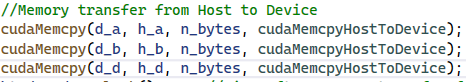 //Memory transfer from Host to Device
cudaMemcpy(d_a, h_a, n_bytes, cudaMemcpyHostToDevice);
cudaMemcpy(d_b, h_b, n_bytes, cudaMemcpyHostToDevice);
cudaMemcpy(d_d, h_d, n_bytes, cudaMemcpyHostToDevice);